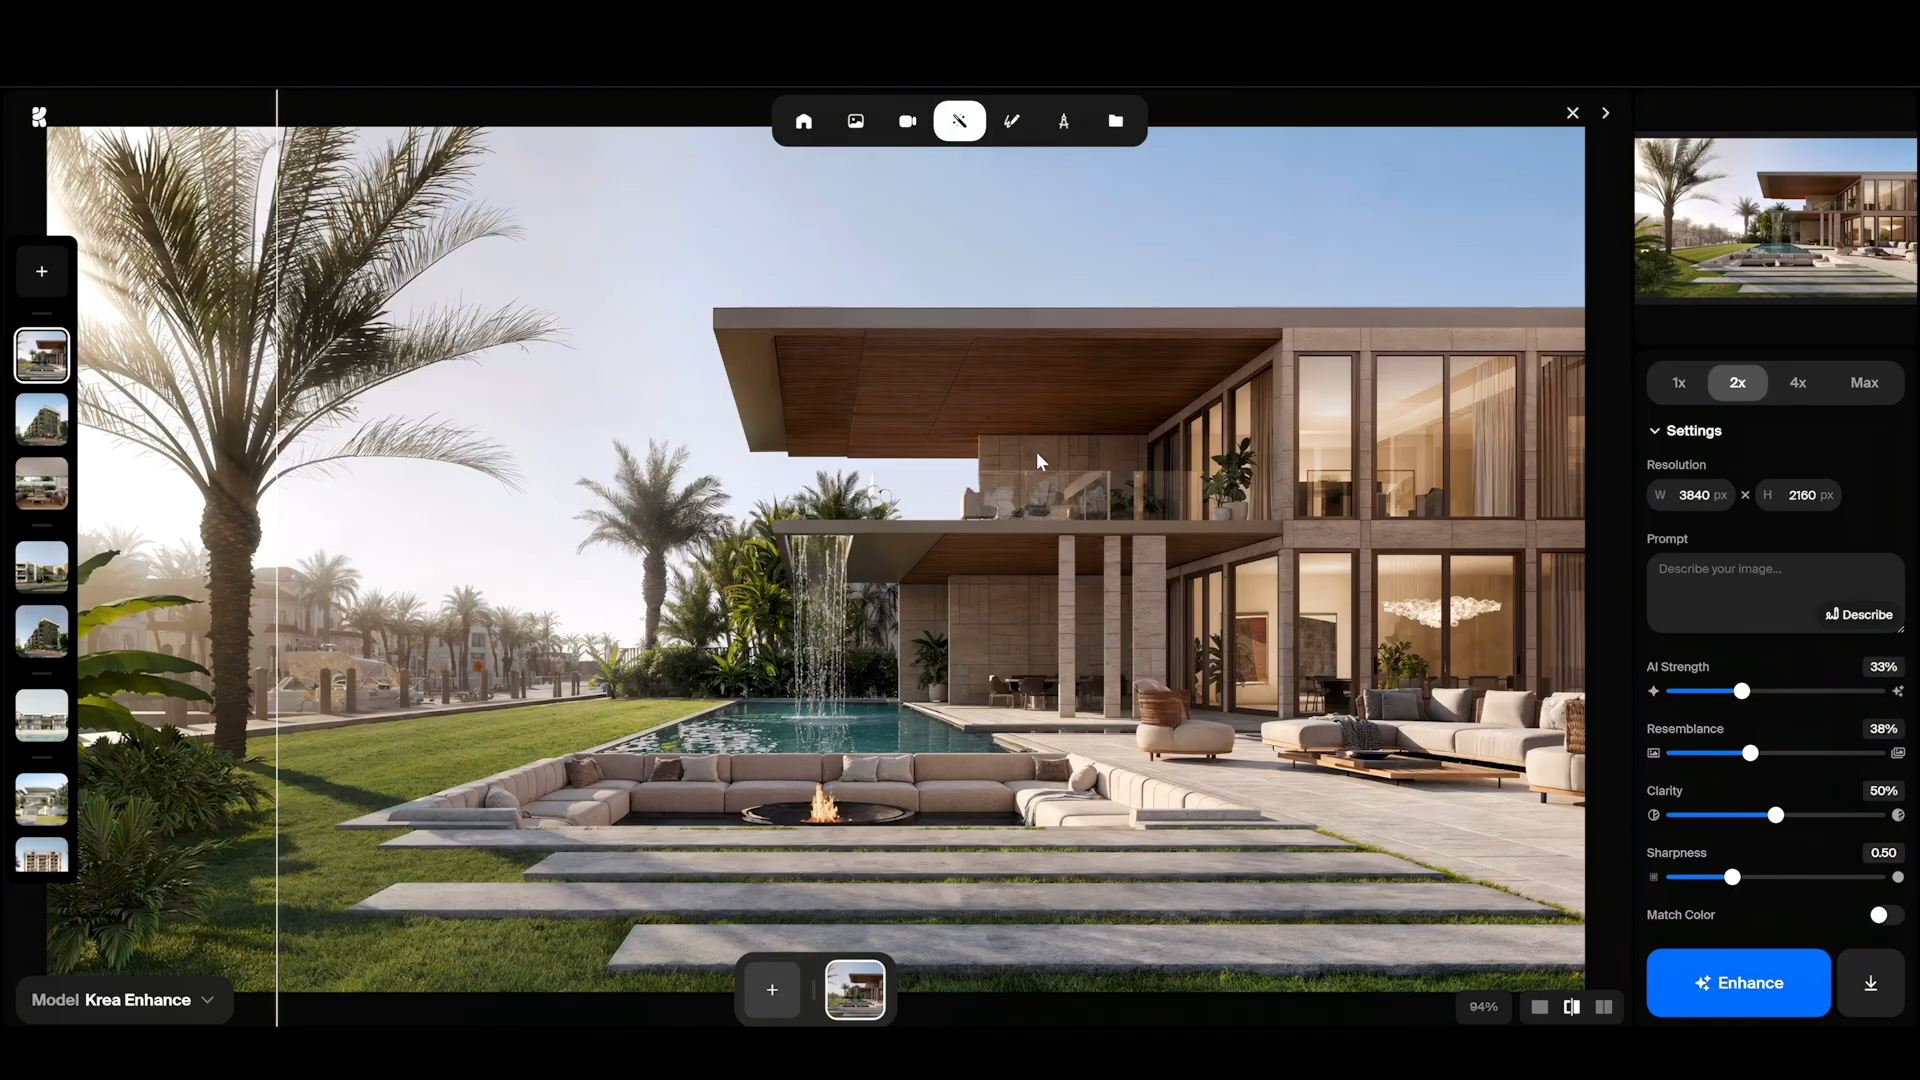 1x 2x 4x Max
Settings
Resolution
W 3840 px × H 2160 px
Prompt
Describe your image...
Describe
AI Strength 33%
Resemblance 38%
Clarity 50%
Sharpness 0.50
Match Color
Enhance
Model Krea Enhance
94%